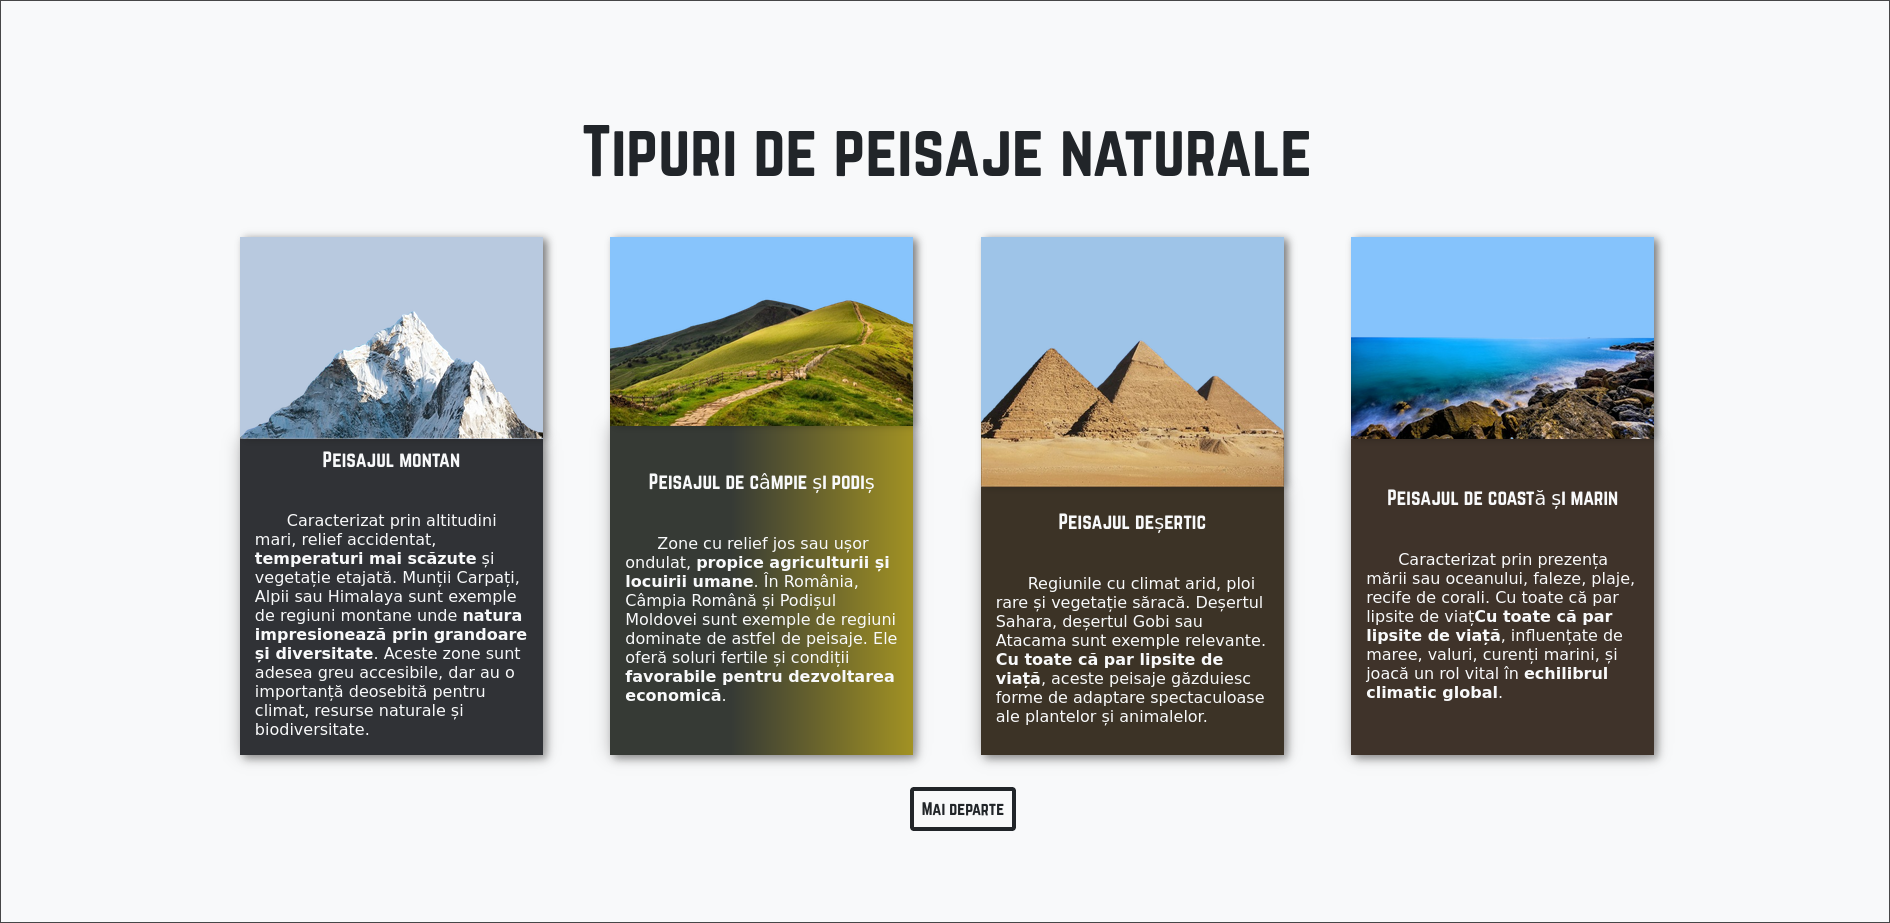 Tipuri de peisaje naturale
Peisajul montan
Caracterizat prin altitudini
mari, relief accidentat,
temperaturi mai scăzute și
vegetație etajată. Munții Carpați,
Alpii sau Himalaya sunt exemple
de regiuni montane unde natura
impresionează prin grandoare
și diversitate. Aceste zone sunt
adesea greu accesibile, dar au o
importanță deosebită pentru
climat, resurse naturale și
biodiversitate.
Peisajul de câmpie și podiș
Zone cu relief jos sau ușor
ondulat, propice agriculturii și
locuirii umane. În România,
Câmpia Română și Podișul
Moldovei sunt exemple de regiuni
dominate de astfel de peisaje. Ele
oferă soluri fertile și condiții
favorabile pentru dezvoltarea
economică.
Peisajul deșertic
Regiunile cu climat arid, ploi
rare și vegetație săracă. Deșertul
Sahara, deșertul Gobi sau
Atacama sunt exemple relevante.
Cu toate că par lipsite de
viață, aceste peisaje găzduiesc
forme de adaptare spectaculoase
ale plantelor și animalelor.
Peisajul de coastă și marin
Caracterizat prin prezența
mării sau oceanului, faleze, plaje,
recife de corali. Cu toate că par
lipsite de viațCu toate că par
lipsite de viață, influențate de
maree, valuri, curenți marini, și
joacă un rol vital în echilibrul
climatic global.
Mai departe